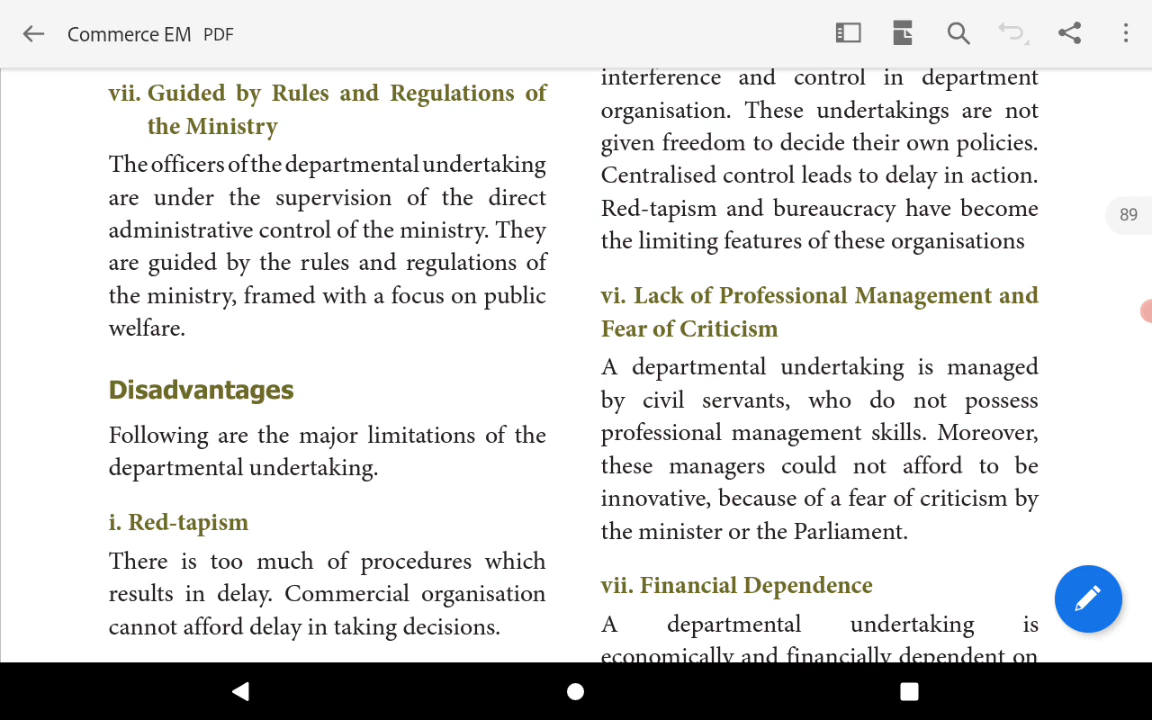 Commerce EM PDF
vii. Guided by Rules and Regulations of
the Ministry
The officers of the departmental undertaking
are under the supervision of the direct
administrative control of the ministry. They
are guided by the rules and regulations of
the ministry, framed with a focus on public
welfare.
Disadvantages
Following are the major limitations of the
departmental undertaking.
i. Red-tapism
There is too much of procedures which
results in delay. Commercial organisation
cannot afford delay in taking decisions.
interference and control in department
organisation. These undertakings are not
given freedom to decide their own policies.
Centralised control leads to delay in action.
Red-tapism and bureaucracy have become
the limiting features of these organisations
vi. Lack of Professional Management and
Fear of Criticism
A departmental undertaking is managed
by civil servants, who do not possess
professional management skills. Moreover,
these managers could not afford to be
innovative, because of a fear of criticism by
the minister or the Parliament.
vii. Financial Dependence
A departmental undertaking is
economically and financially dependent on
89